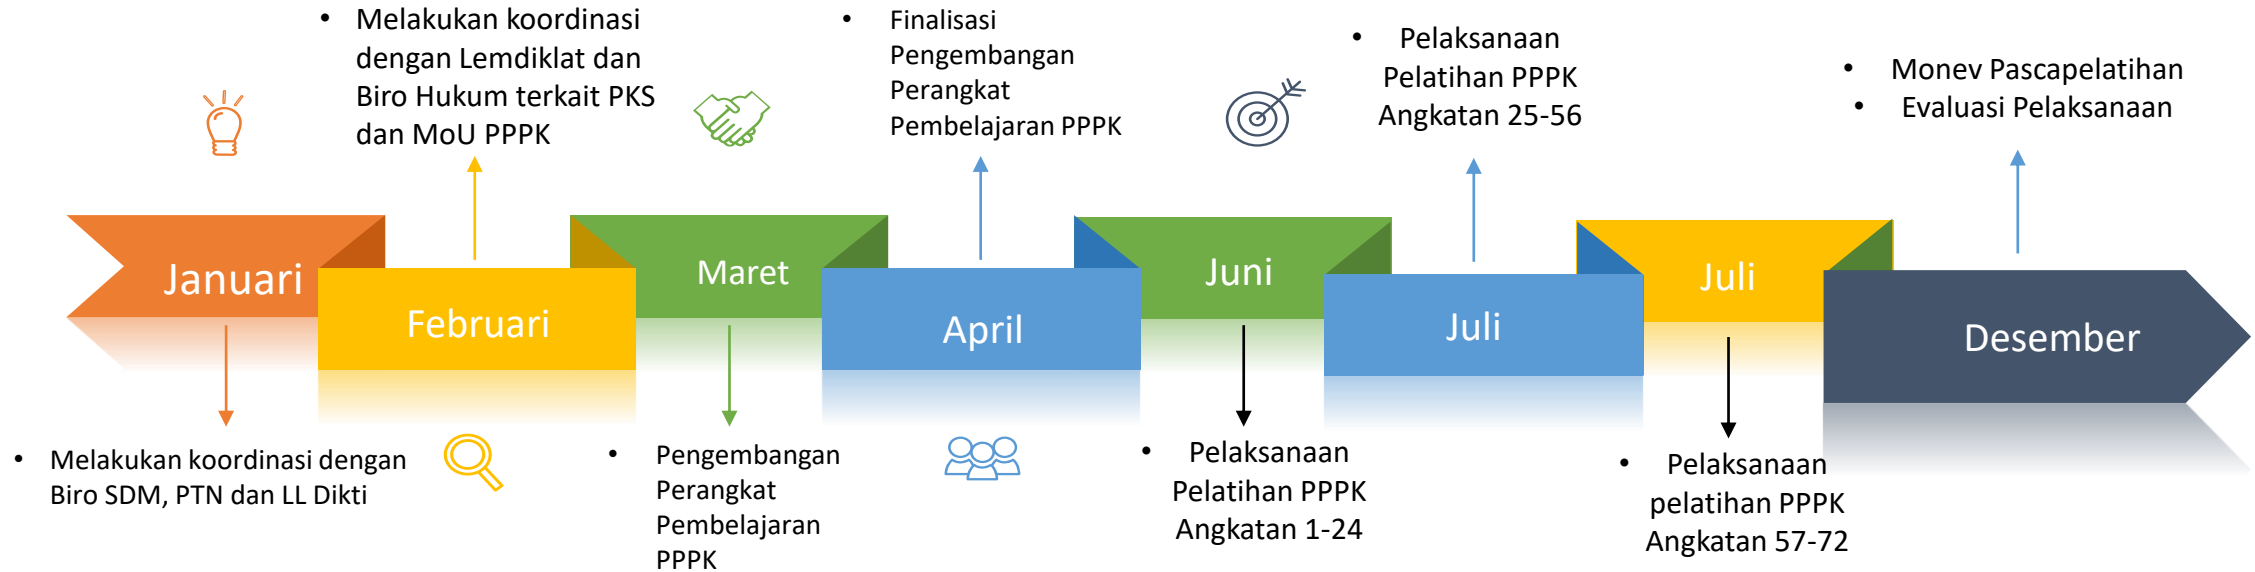 • Melakukan koordinasi
dengan Lemdiklat dan
Biro Hukum terkait PKS
dan MoU PPPK
• Finalisasi
Pengembangan
Perangkat
Pembelajaran PPPK
• Pelaksanaan
Pelatihan PPPK
Angkatan 25-56
• Monev Pascapelatihan
• Evaluasi Pelaksanaan
Januari
Februari
Maret
April
Juni
Juli
Juli
Desember
• Melakukan koordinasi dengan
Biro SDM, PTN dan LL Dikti
• Pengembangan
Perangkat
Pembelajaran
PPPK
• Pelaksanaan
Pelatihan PPPK
Angkatan 1-24
• Pelaksanaan
pelatihan PPPK
Angkatan 57-72